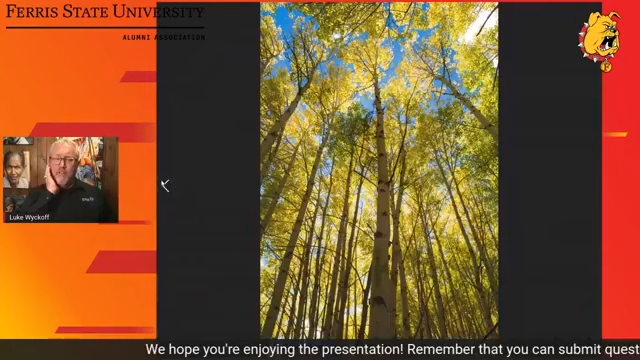 FERRIS STATE UNIVERSITY
ALUMNI ASSOCIATION
Luke Wyckoff
We hope you're enjoying the presentation! Remember that you can submit quest